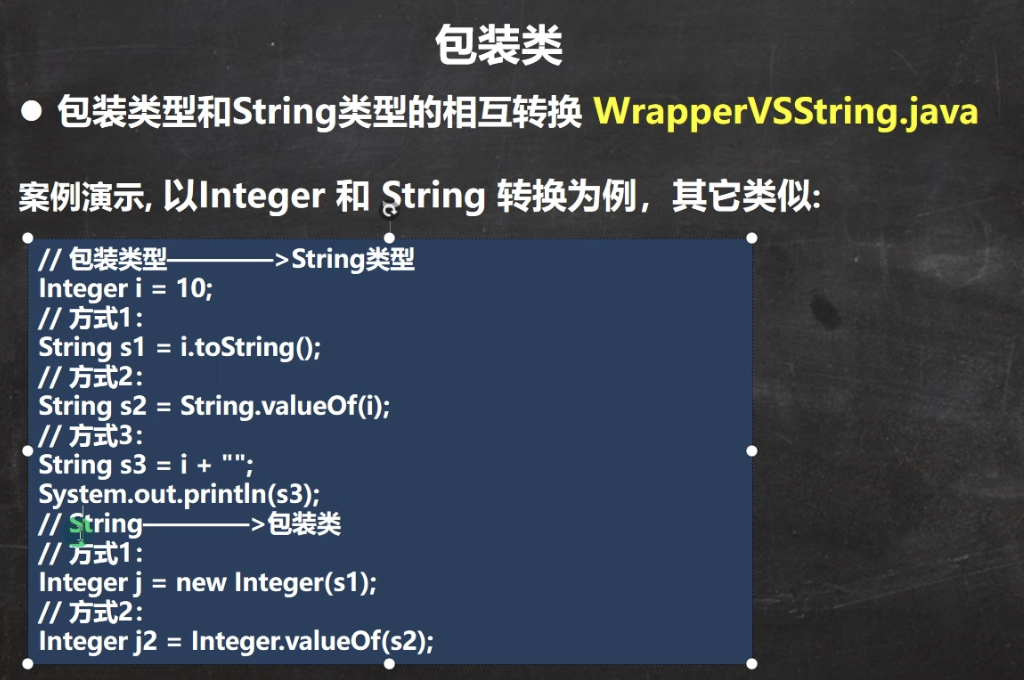 包装类
● 包装类型和String类型的相互转换 WrapperVSString.java
案例演示, 以Integer 和 String 转换为例，其它类似:
// 包装类型————>String类型
Integer i = 10;
// 方式1：
String s1 = i.toString();
// 方式2：
String s2 = String.valueOf(i);
// 方式3：
String s3 = i + "";
System.out.println(s3);
// String————>包装类
// 方式1：
Integer j = new Integer(s1);
// 方式2：
Integer j2 = Integer.valueOf(s2);